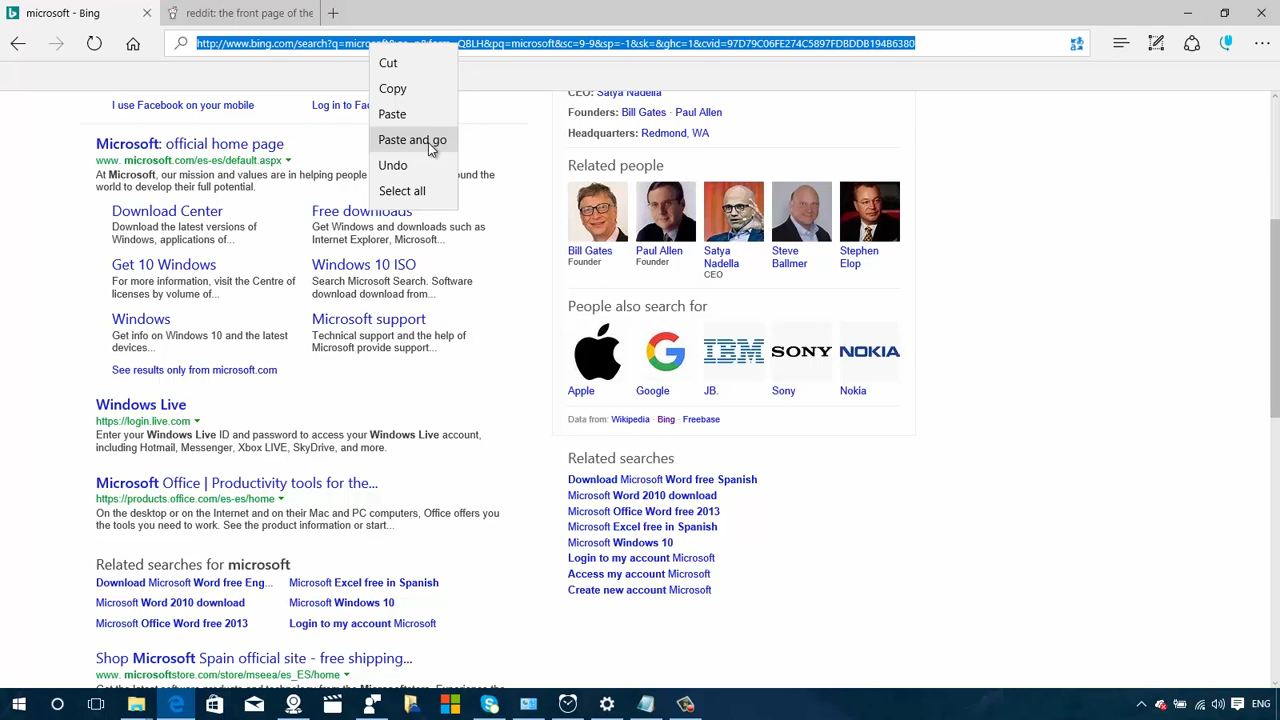 microsoft - Bing
http://www.bing.com/search?q=microsoft
QBLH&pq=microsoft&sc=9-9&sp=-1&sk=&ghc=1&cvid=97D79C06FE274C5897FDBDDB194B6380
Cut
Copy
Paste
Paste and go
Undo
Select all
I use Facebook on your mobile
Log in to Fac
Microsoft: official home page
www. microsoft.com/es-es/default.aspx
At Microsoft, our mission and values are in helping people
ound the
world to develop their full potential.
Download Center
Download the latest versions of
Windows, applications of...
Free downloads
Get Windows and downloads such as
Internet Explorer, Microsoft...
Get 10 Windows
For more information, visit the Centre of
licenses by volume of...
Windows 10 ISO
Search Microsoft Search. Software
download download from...
Windows
Get info on Windows 10 and the latest
devices...
Microsoft support
Technical support and the help of
Microsoft provide support...
See results only from microsoft.com
Windows Live
https://login.live.com
Enter your Windows Live ID and password to access your Windows Live account,
including Hotmail, Messenger, Xbox LIVE, SkyDrive, and more.
Microsoft Office | Productivity tools for the...
https://products.office.com/es-es/home
On the desktop or on the Internet and on their Mac and PC computers, Office offers you
the tools you need to work. See the product information or start...
Related searches for microsoft
Download Microsoft Word free Eng...
Microsoft Excel free in Spanish
Microsoft Word 2010 download
Microsoft Windows 10
Microsoft Office Word free 2013
Login to my account Microsoft
Shop Microsoft Spain official site - free shipping...
www. microsoftstore.com/store/mseea/es_ES/home
CEO: Satya Nadella
Founders: Bill Gates · Paul Allen
Headquarters: Redmond, WA
Related people
Bill Gates
Founder
Paul Allen
Founder
Satya
Nadella
CEO
Steve
Ballmer
Stephen
Elop
People also search for
IBM
SONY
NOKIA
Apple
Google
JB.
Sony
Nokia
Data from: Wikipedia · Bing · Freebase
Related searches
Download Microsoft Word free Spanish
Microsoft Word 2010 download
Microsoft Office Word free 2013
Microsoft Excel free in Spanish
Microsoft Windows 10
Login to my account Microsoft
Access my account Microsoft
Create new account Microsoft
ENG